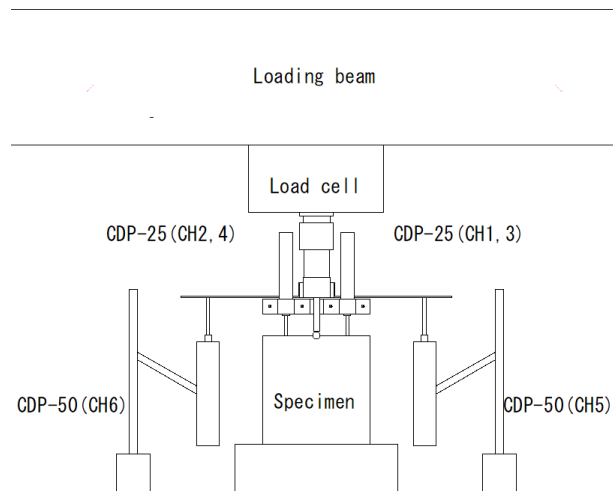 Loading beam
Load cell
CDP-25(CH2,4)
CDP-25(CH1,3)
Specimen
CDP-50(CH6)
CDP-50(CH5)